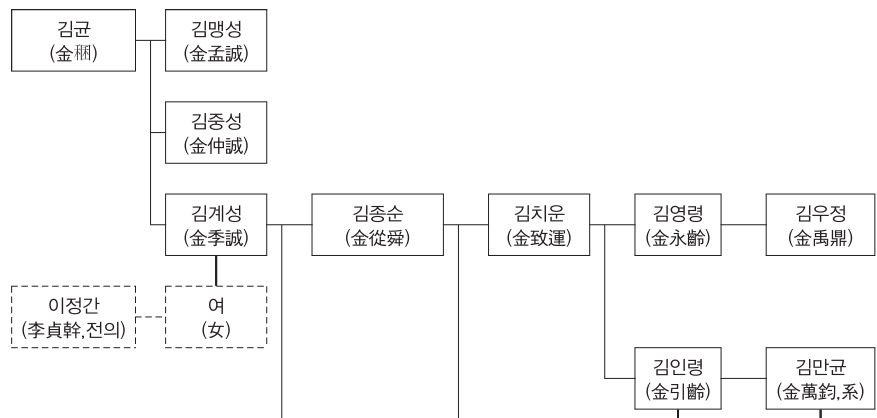 김균
(金稛)
김맹성
(金孟誠)
김중성
(金仲誠)
김계성
(金季誠)
김종순
(金從舜)
김치운
(金致運)
김영령
(金永齡)
김우정
(金禹鼎)
이정간
(李貞幹,전의)
여
(女)
김인령
(金引齡)
김만균
(金萬鈞,系)